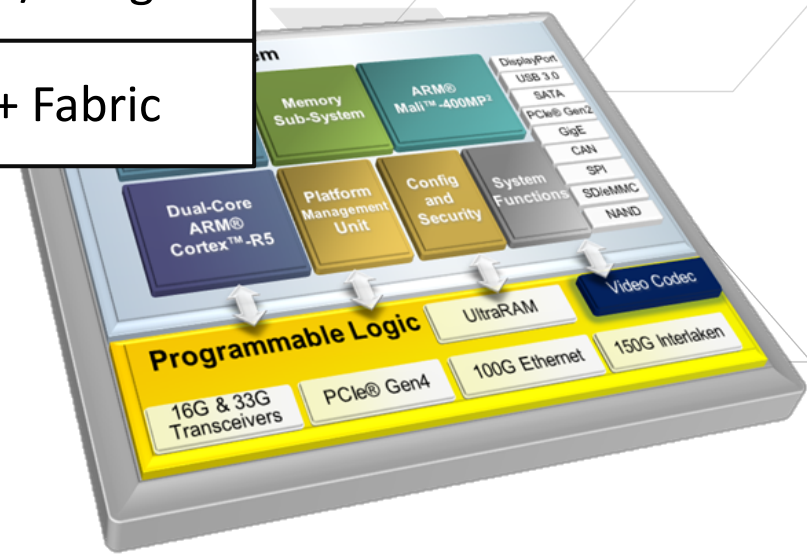 + Fabric
em
Memory
Sub-System
ARM®
Mali™-400MP²
DisplayPort
USB 3.0
SATA
PCIe® Gen2
GigE
CAN
SPI
SD/eMMC
NAND
Dual-Core
ARM®
Cortex™-R5
Platform
Management
Unit
Config
and
Security
System
Functions
Programmable Logic
UltraRAM
Video Codec
16G & 33G
Transceivers
PCIe® Gen4
100G Ethernet
150G Interlaken